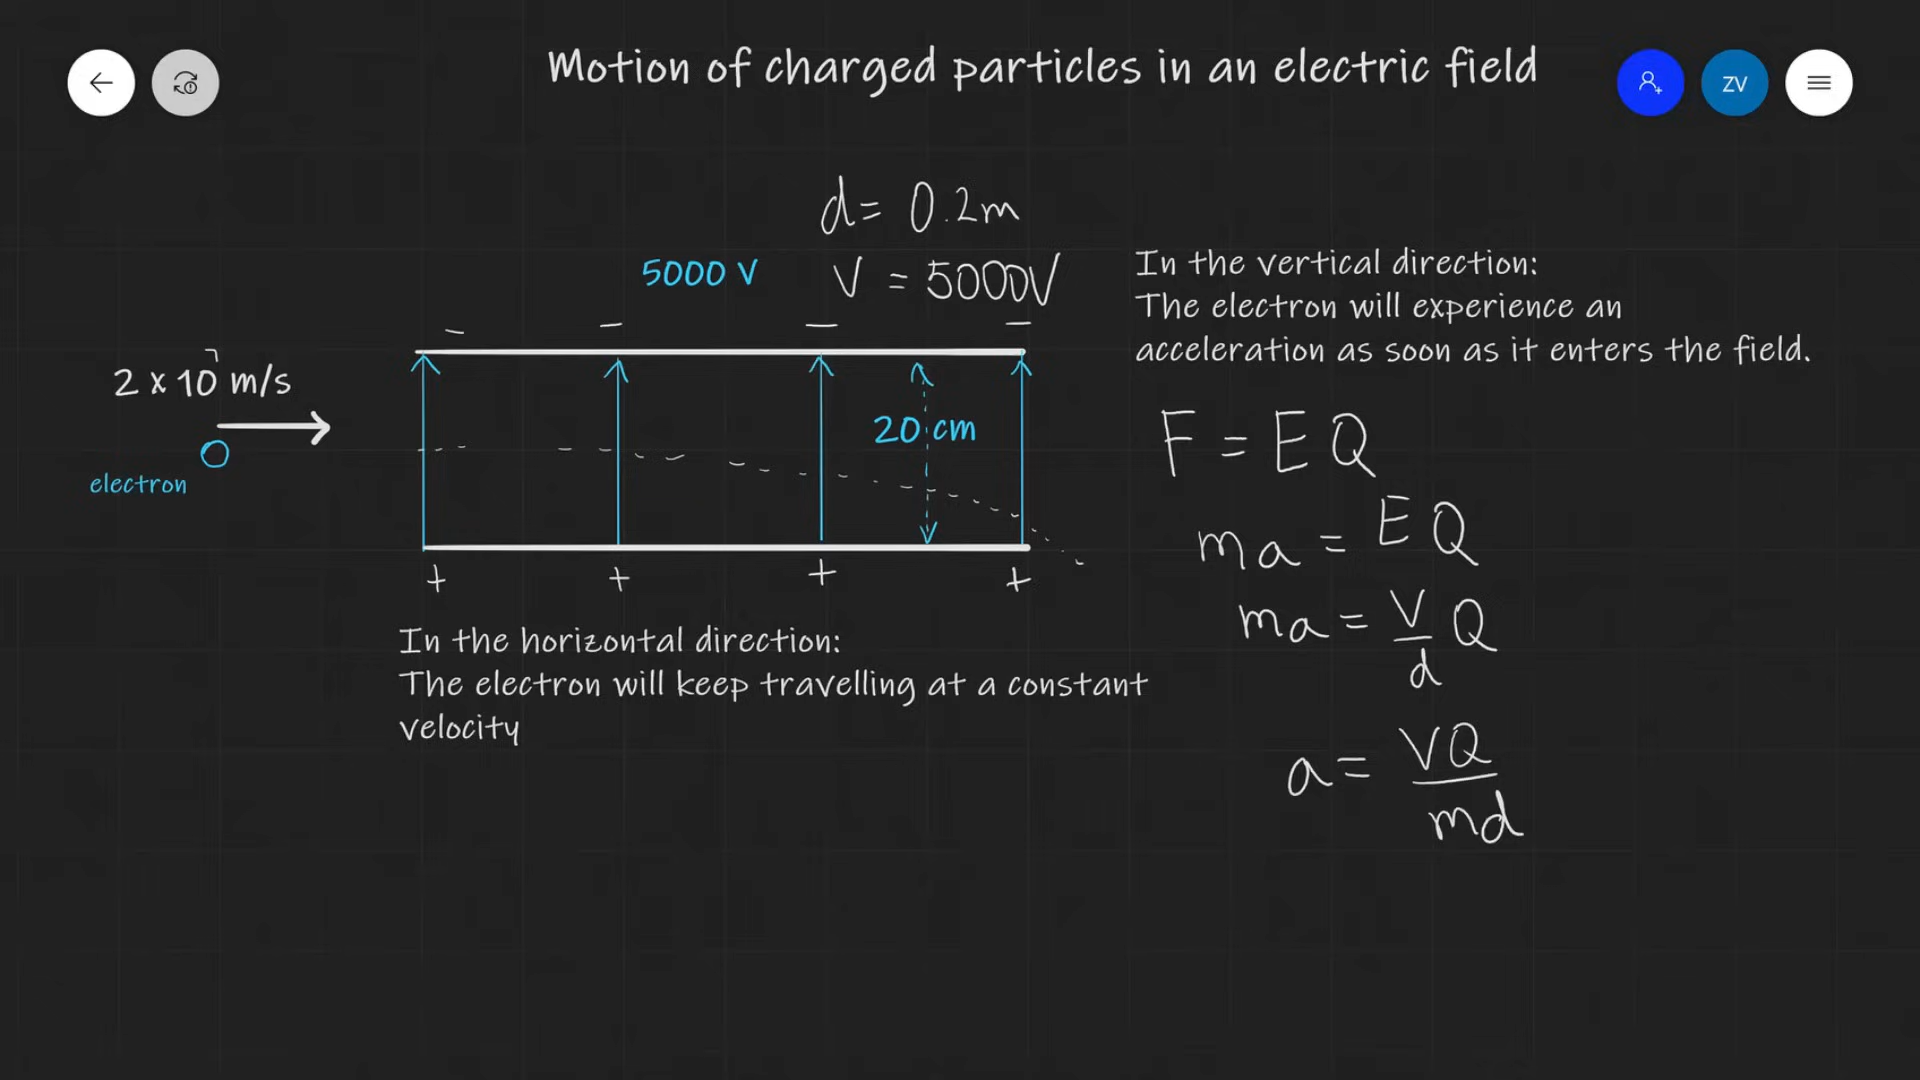 Motion of charged particles in an electric field
ZV
d = 0.2m
5000 V
V = 5000V
In the vertical direction:
The electron will experience an
acceleration as soon as it enters the field.
- - - -
2 x 10⁷ m/s
20 cm
electron
+ + + +
F = EQ
ma = EQ
ma = V/d Q
a = VQ/md
In the horizontal direction:
The electron will keep travelling at a constant
velocity